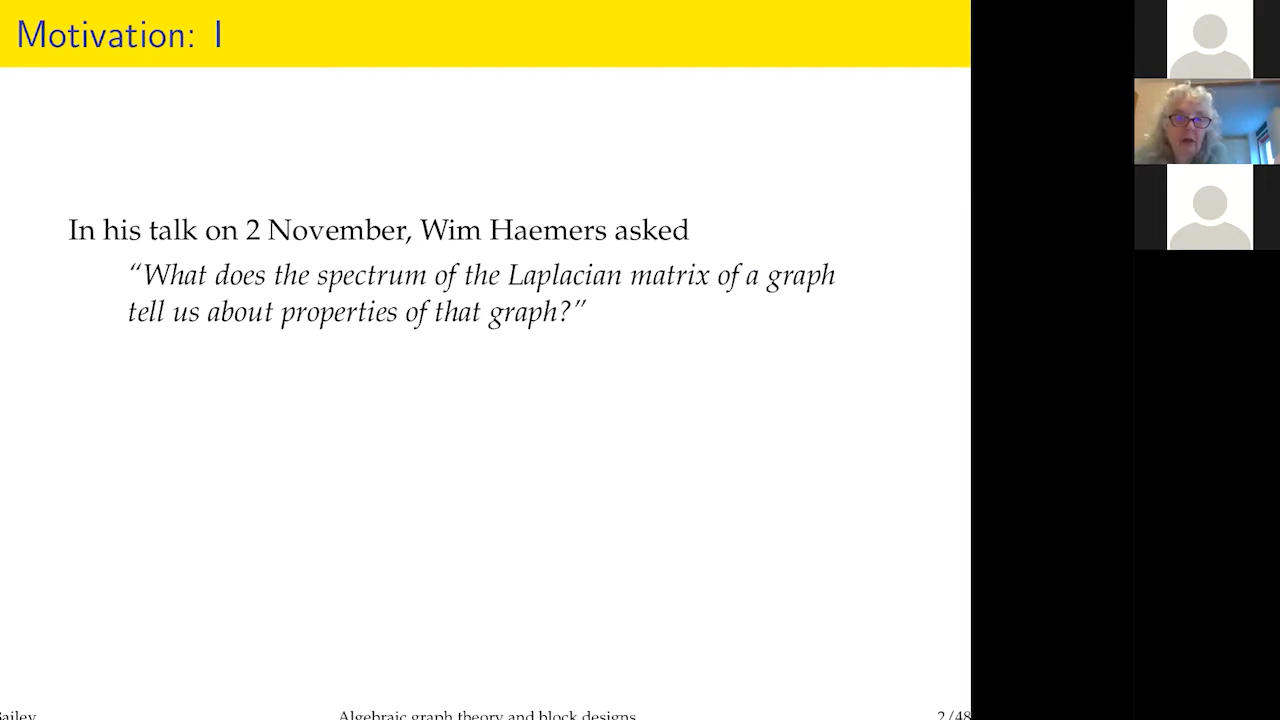 Motivation: I
In his talk on 2 November, Wim Haemers asked
“What does the spectrum of the Laplacian matrix of a graph
tell us about properties of that graph?”
Bailey Algebraic graph theory and block designs 2/48